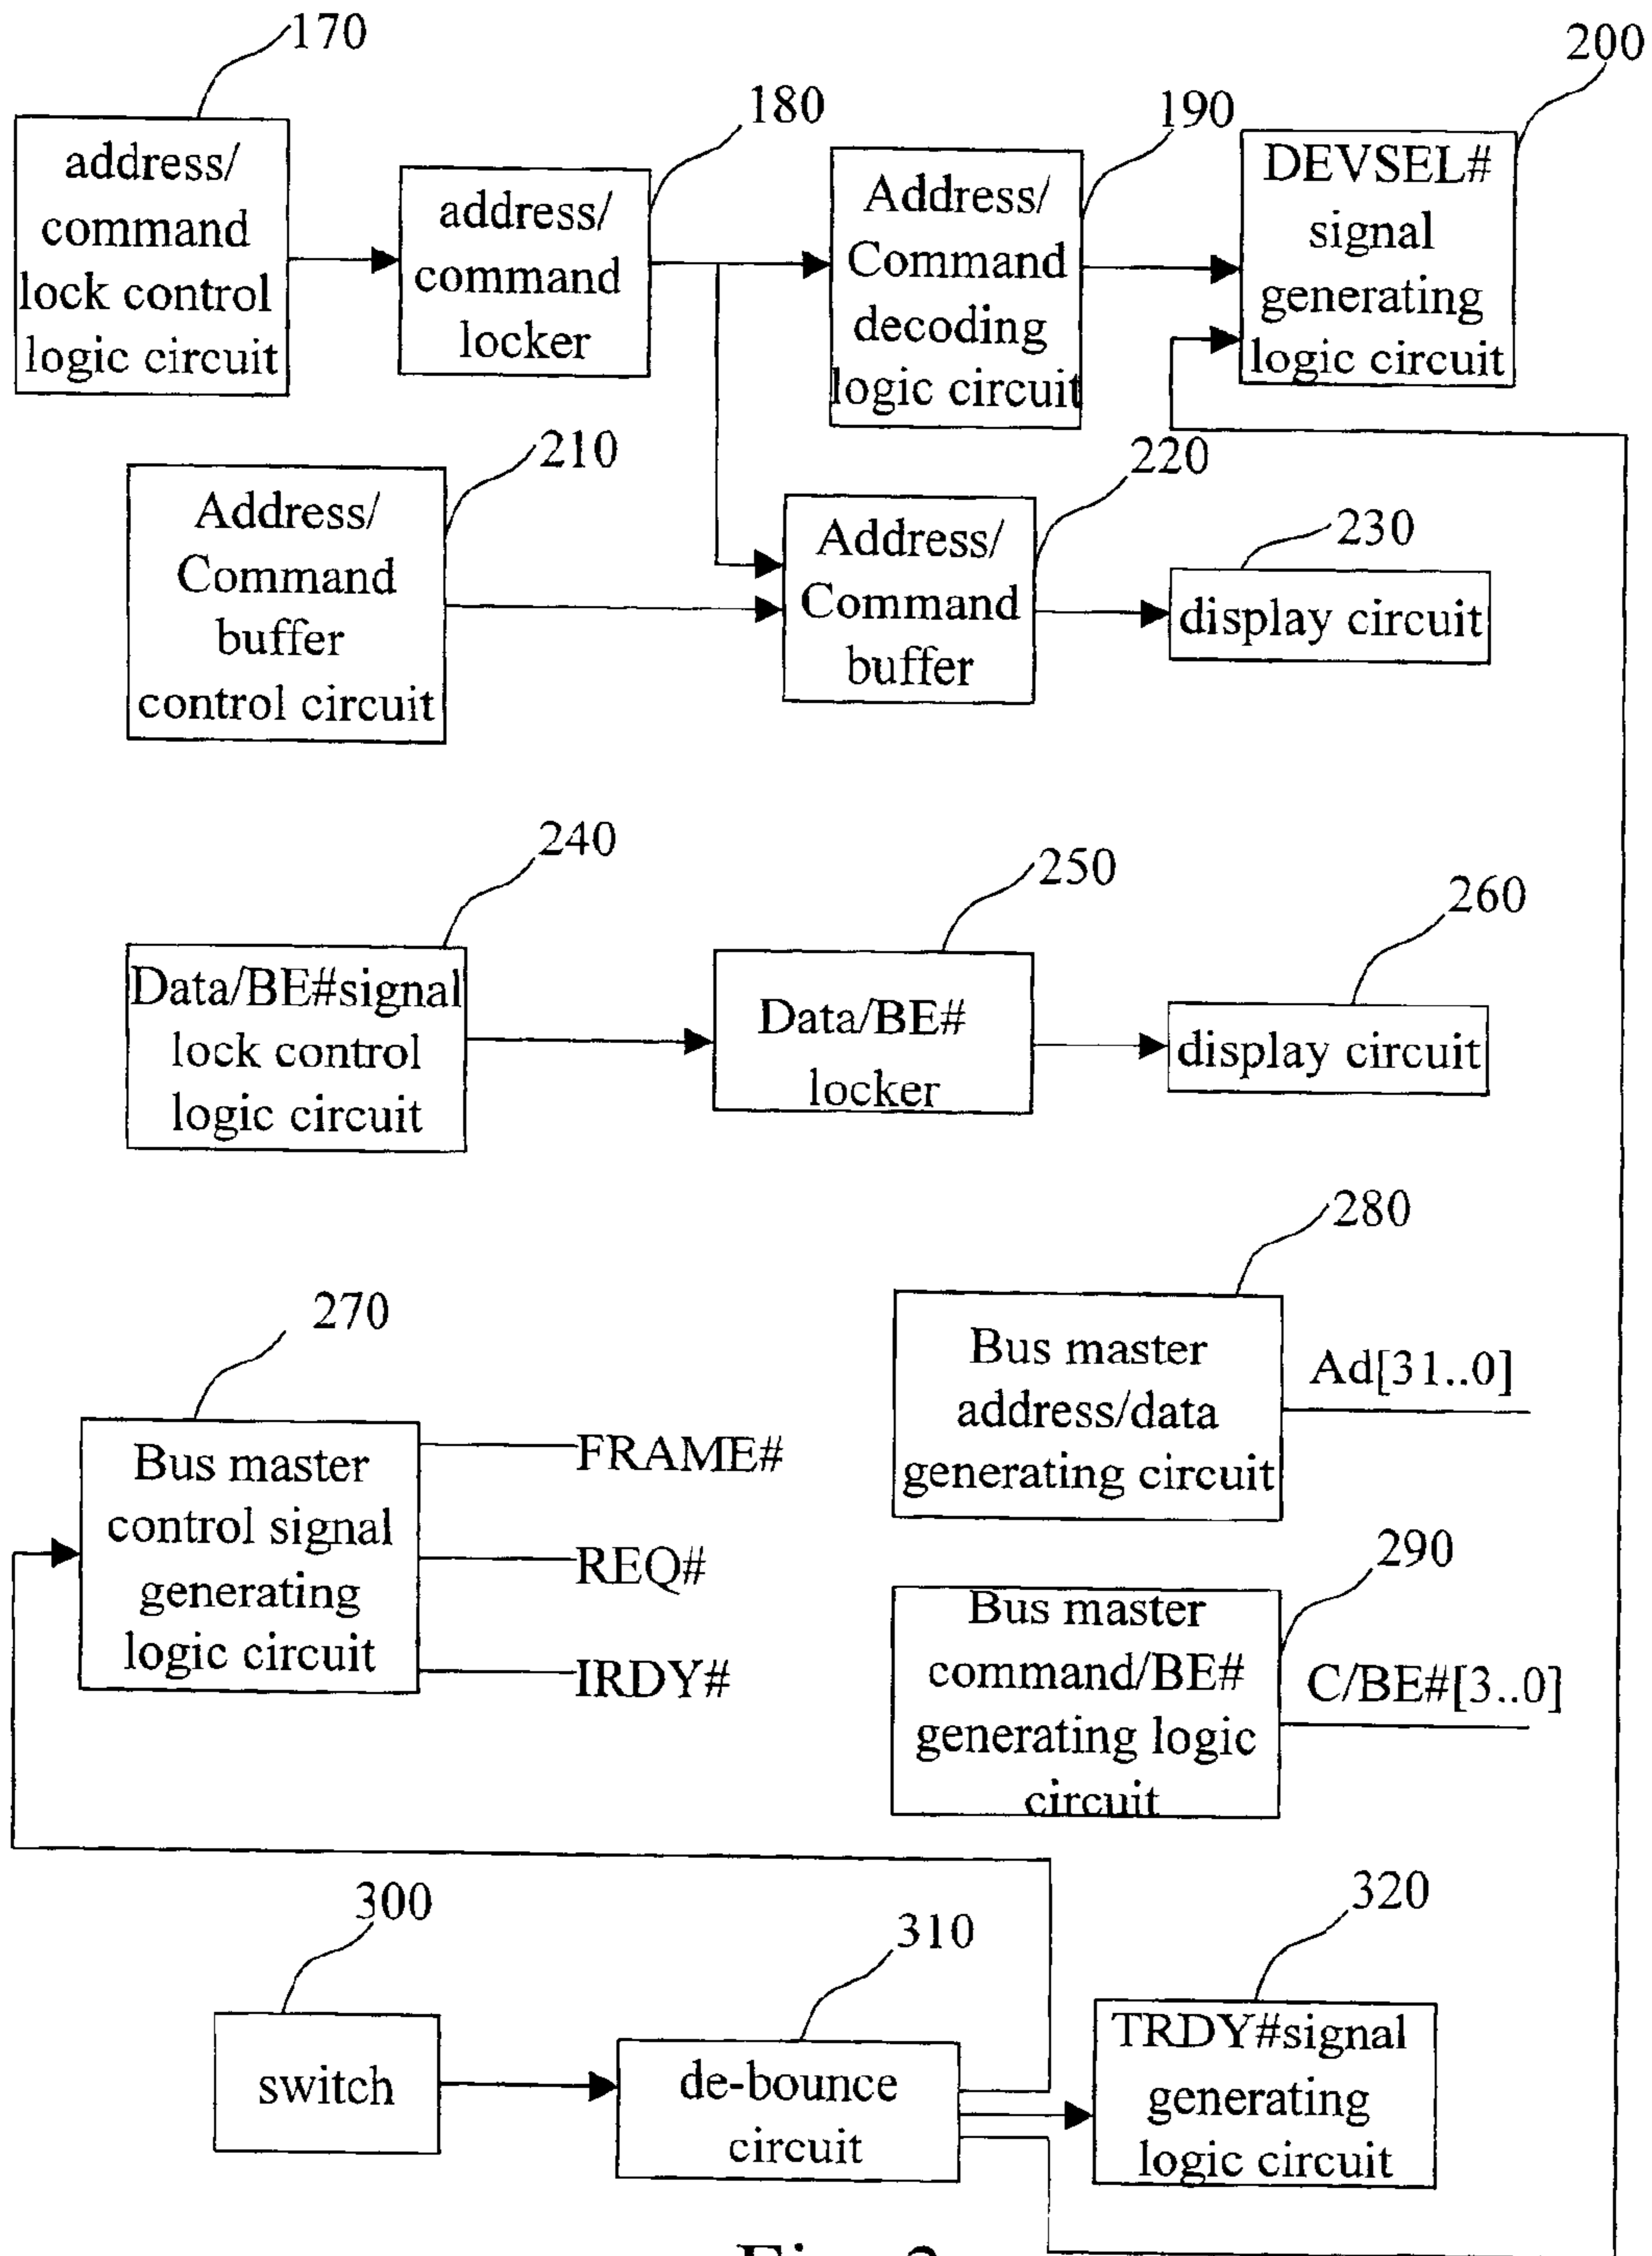 170
200
180
190
address/
command
lock control
logic circuit
address/
command
locker
Address/
Command
decoding
logic circuit
DEVSEL#
signal
generating
logic circuit
210
220
230
Address/
Command
buffer
control circuit
Address/
Command
buffer
display circuit
240
250
260
Data/BE#signal
lock control
logic circuit
Data/BE#
locker
display circuit
280
270
Bus master
address/data
generating circuit
Ad[31..0]
Bus master
control signal
generating
logic circuit
FRAME#
REQ#
IRDY#
290
Bus master
command/BE#
generating logic
circuit
C/BE#[3..0]
300
310
320
switch
de-bounce
circuit
TRDY#signal
generating
logic circuit